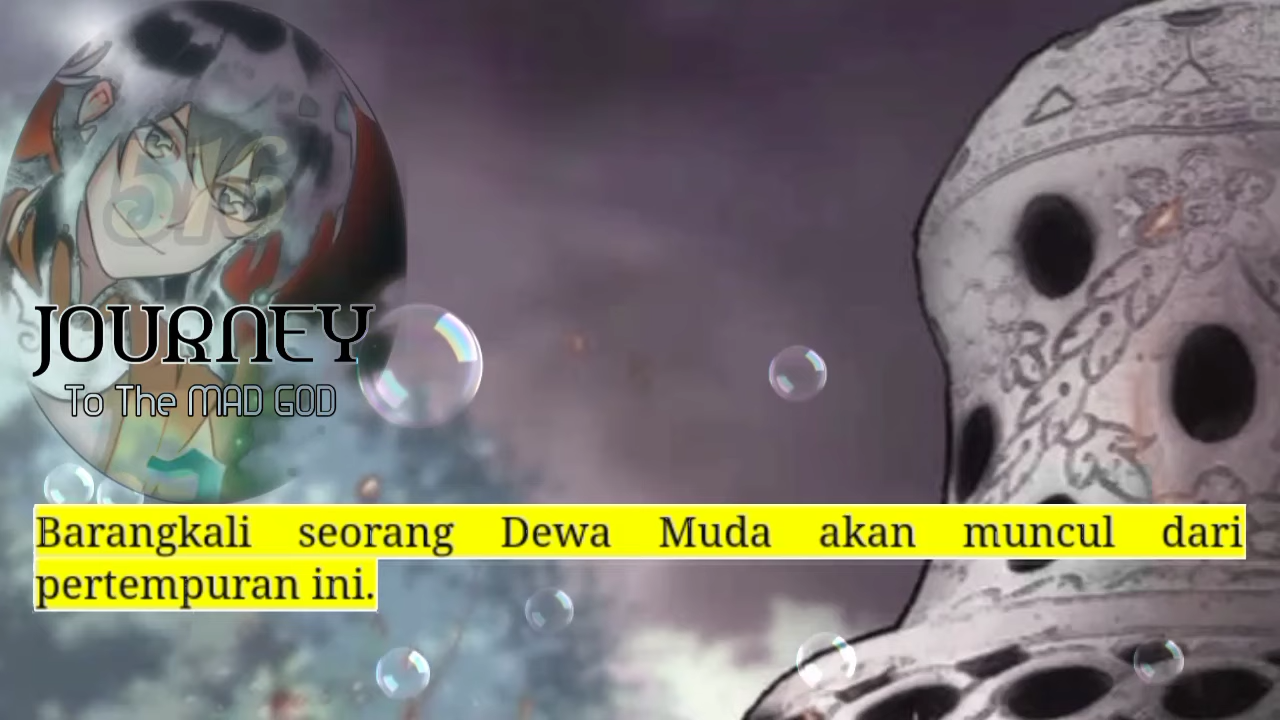 JOURNEY
To The MAD GOD
Barangkali seorang Dewa Muda akan muncul dari
pertempuran ini.